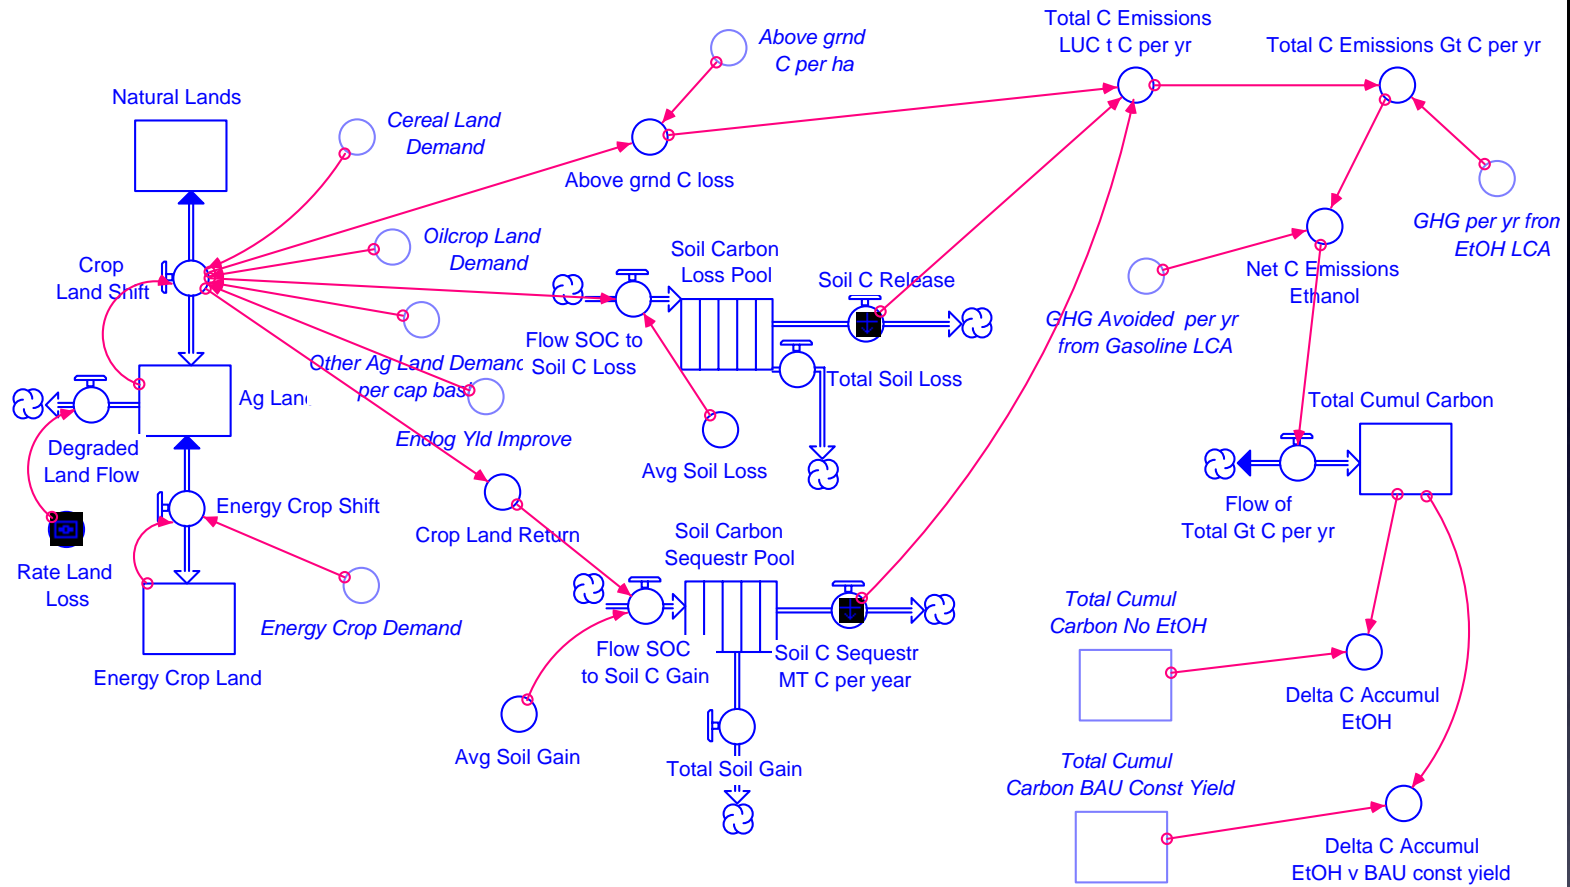 Total C Emissions
LUC t C per yr
Total C Emissions Gt C per yr
Above grnd
C per ha
Natural Lands
Cereal Land
Demand
Above grnd C loss
GHG per yr fron
EtOH LCA
Oilcrop Land
Demand
Soil Carbon
Loss Pool
Crop
Land Shift
Soil C Release
Net C Emissions
Ethanol
GHG Avoided per yr
from Gasoline LCA
Flow SOC to
Soil C Loss
Other Ag Land Demand
per cap basi
Total Soil Loss
Ag Land
Total Cumul Carbon
Degraded
Land Flow
Endog Yld Improve
Avg Soil Loss
Energy Crop Shift
Flow of
Total Gt C per yr
Crop Land Return
Soil Carbon
Sequestr Pool
Rate Land
Loss
Energy Crop Demand
Total Cumul
Carbon No EtOH
Flow SOC
to Soil C Gain
Soil C Sequestr
MT C per year
Energy Crop Land
Delta C Accumul
EtOH
Avg Soil Gain
Total Soil Gain
Total Cumul
Carbon BAU Const Yield
Delta C Accumul
EtOH v BAU const yield